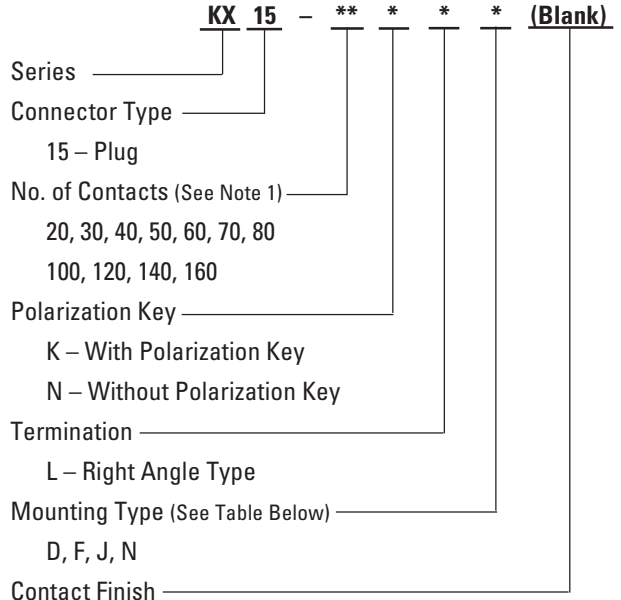 KX 15 – ** * * * (Blank)
Series
Connector Type
15 – Plug
No. of Contacts (See Note 1)
20, 30, 40, 50, 60, 70, 80
100, 120, 140, 160
Polarization Key
K – With Polarization Key
N – Without Polarization Key
Termination
L – Right Angle Type
Mounting Type (See Table Below)
D, F, J, N
Contact Finish